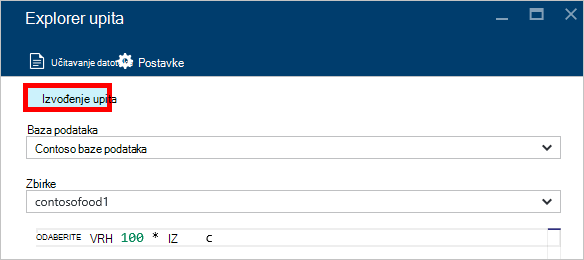 Explorer upita
Učitavanje datot Postavke
Izvođenje upita
Baza podataka
Contoso baze podataka
Zbirke
contosofood1
ODABERITE VRH 100 * IZ c